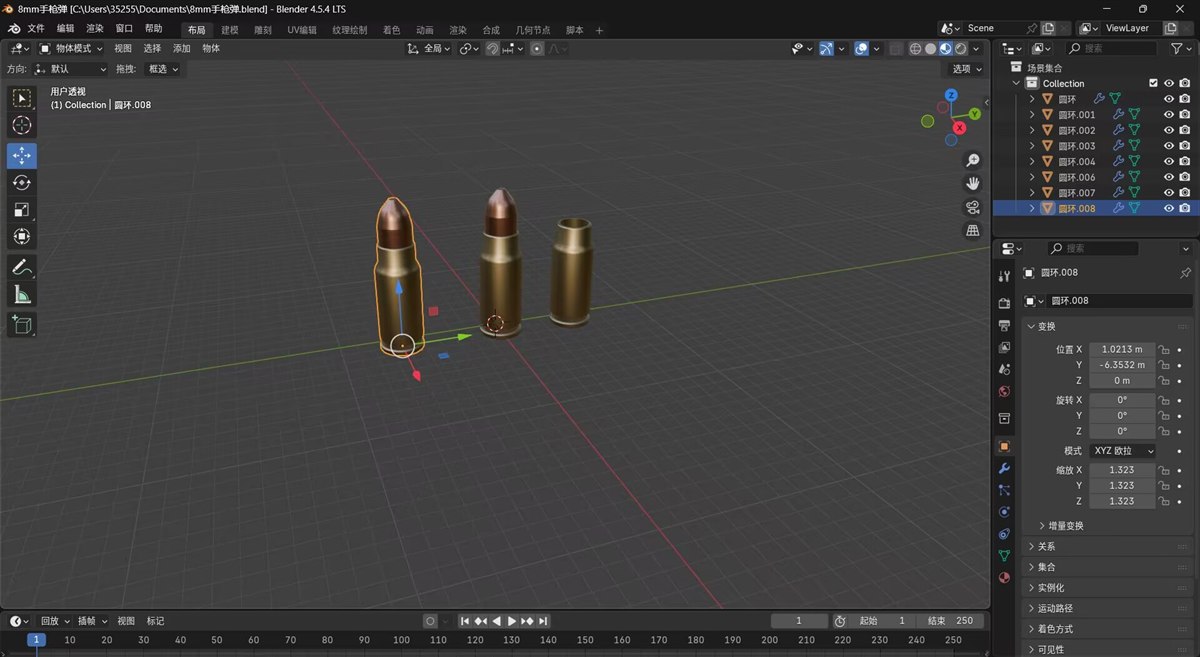 8mm手枪弹 [C:\Users\35255\Documents\8mm手枪弹.blend] - Blender 4.5.4 LTS
文件 编辑 渲染 窗口 帮助 布局 建模 雕刻 UV编辑 纹理绘制 着色 动画 渲染 合成 几何节点 脚本 + Scene ViewLayer
物体模式 视图 选择 添加 物体 全局 搜索
方向: 默认 拖拽: 框选 选项
用户透视
(1) Collection | 圆环.008
Z
Y
X
场景集合
Collection
圆环
圆环.001
圆环.002
圆环.003
圆环.004
圆环.006
圆环.007
圆环.008
搜索
圆环.008
圆环.008
变换
位置 X 1.0213 m
Y -6.3532 m
Z 0 m
旋转 X 0°
Y 0°
Z 0°
模式 XYZ 欧拉
缩放 X 1.323
Y 1.323
Z 1.323
增量变换
关系
集合
实例化
运动路径
着色方式
可见性
回放 插帧 视图 标记 1 起始 1 结束 250
1 10 20 30 40 50 60 70 80 90 100 110 120 130 140 150 160 170 180 190 200 210 220 230 240 250